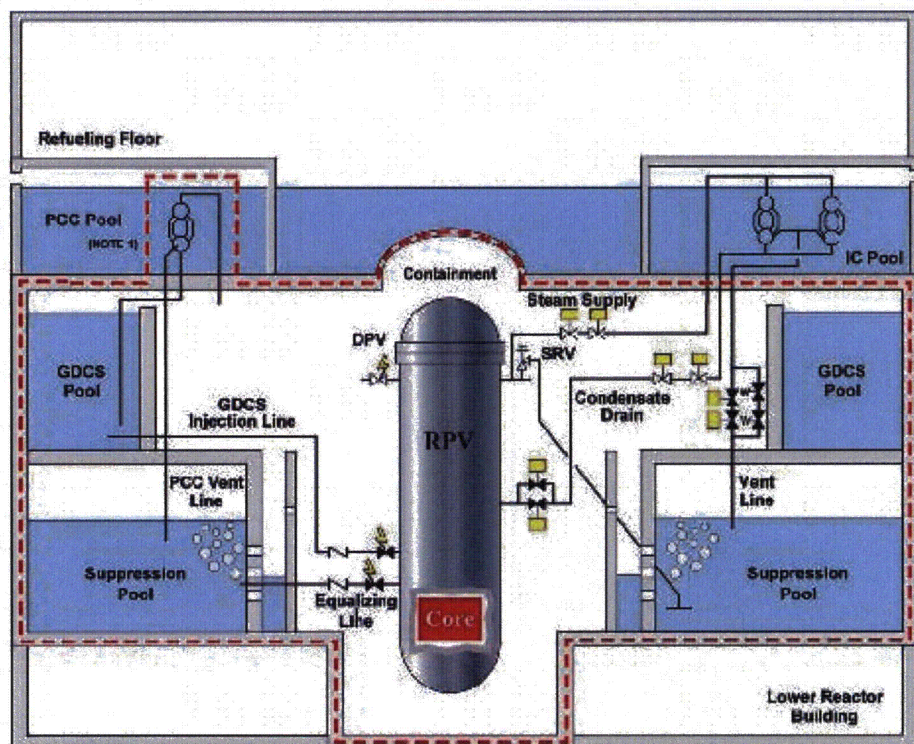 Refueling Floor
PCC Pool
(NOTE 1)
IC Pool
Containment
Steam Supply
DPV
SRV
GDCS
Pool
GDCS
Pool
GDCS
Injection Line
Condensate
Drain
RPV
PCC Vent
Line
Vent
Line
Suppression
Pool
Suppression
Pool
Equalizing
Line
Core
Lower Reactor
Building